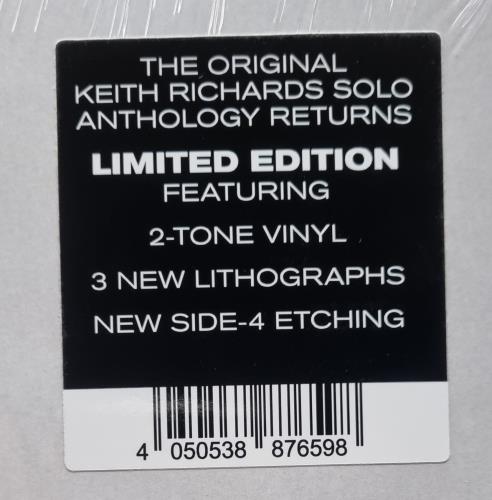 THE ORIGINAL
KEITH RICHARDS SOLO
ANTHOLOGY RETURNS
LIMITED EDITION
FEATURING
2-TONE VINYL
3 NEW LITHOGRAPHS
NEW SIDE-4 ETCHING
4 050538 876598